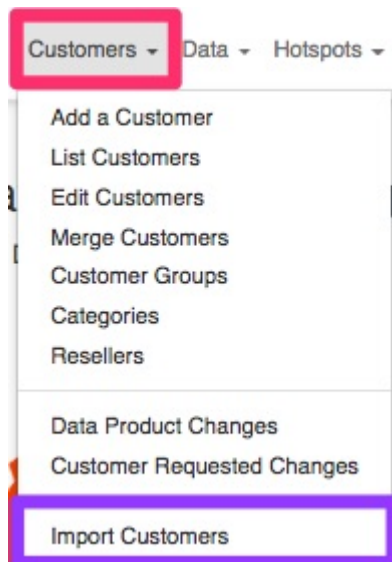 Customers Data Hotspots
Add a Customer
List Customers
Edit Customers
Merge Customers
Customer Groups
Categories
Resellers
Data Product Changes
Customer Requested Changes
Import Customers